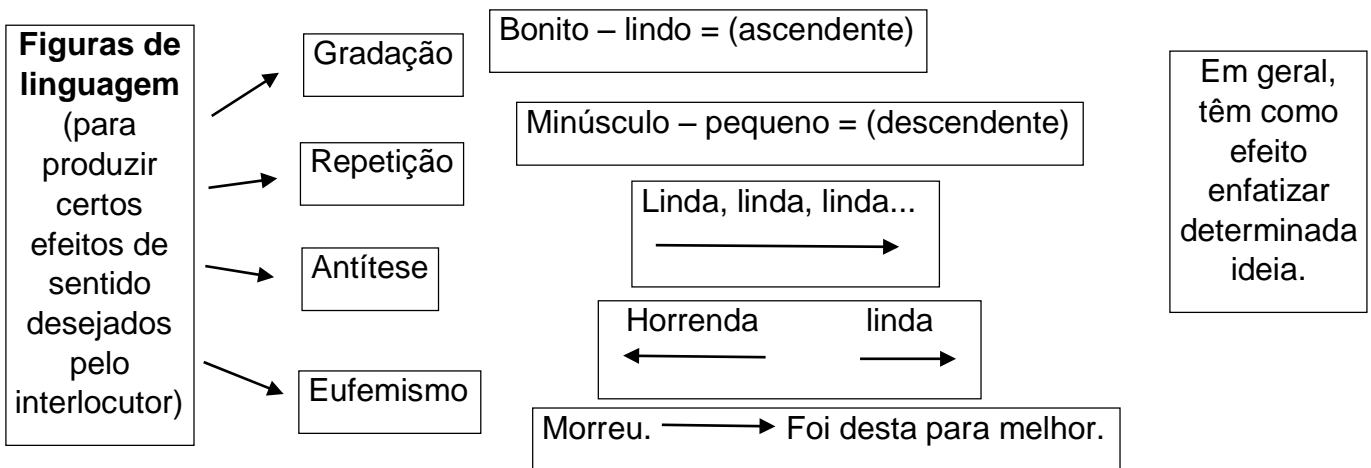 Figuras de
linguagem
(para
produzir
certos
efeitos de
sentido
desejados
pelo
interlocutor)
Gradação
Repetição
Antítese
Eufemismo
Bonito – lindo = (ascendente)
Minúsculo – pequeno = (descendente)
Linda, linda, linda...
Horrenda linda
Morreu. Foi desta para melhor.
Em geral,
têm como
efeito
enfatizar
determinada
ideia.